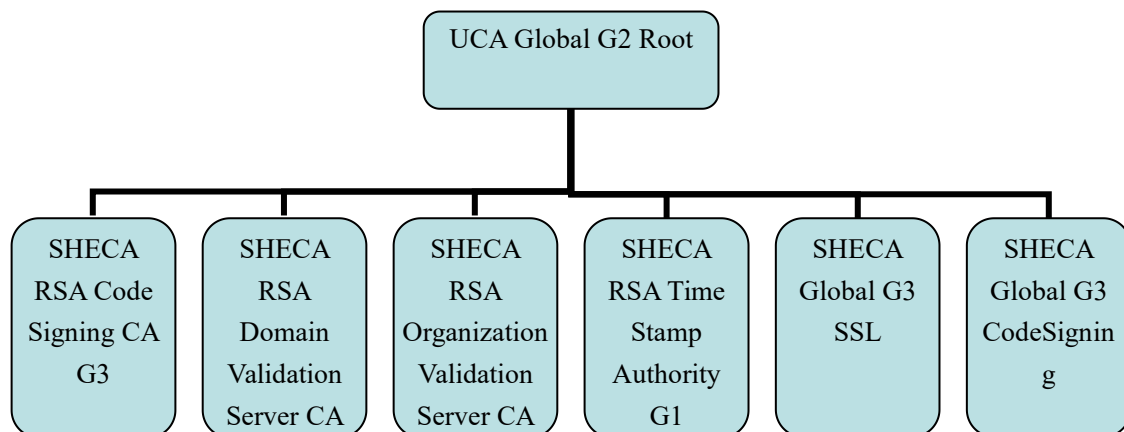 UCA Global G2 Root
SHECA
RSA Code
Signing CA
G3
SHECA
RSA
Domain
Validation
Server CA
SHECA
RSA
Organization
Validation
Server CA
SHECA
RSA Time
Stamp
Authority
G1
SHECA
Global G3
SSL
SHECA
Global G3
CodeSignin
g